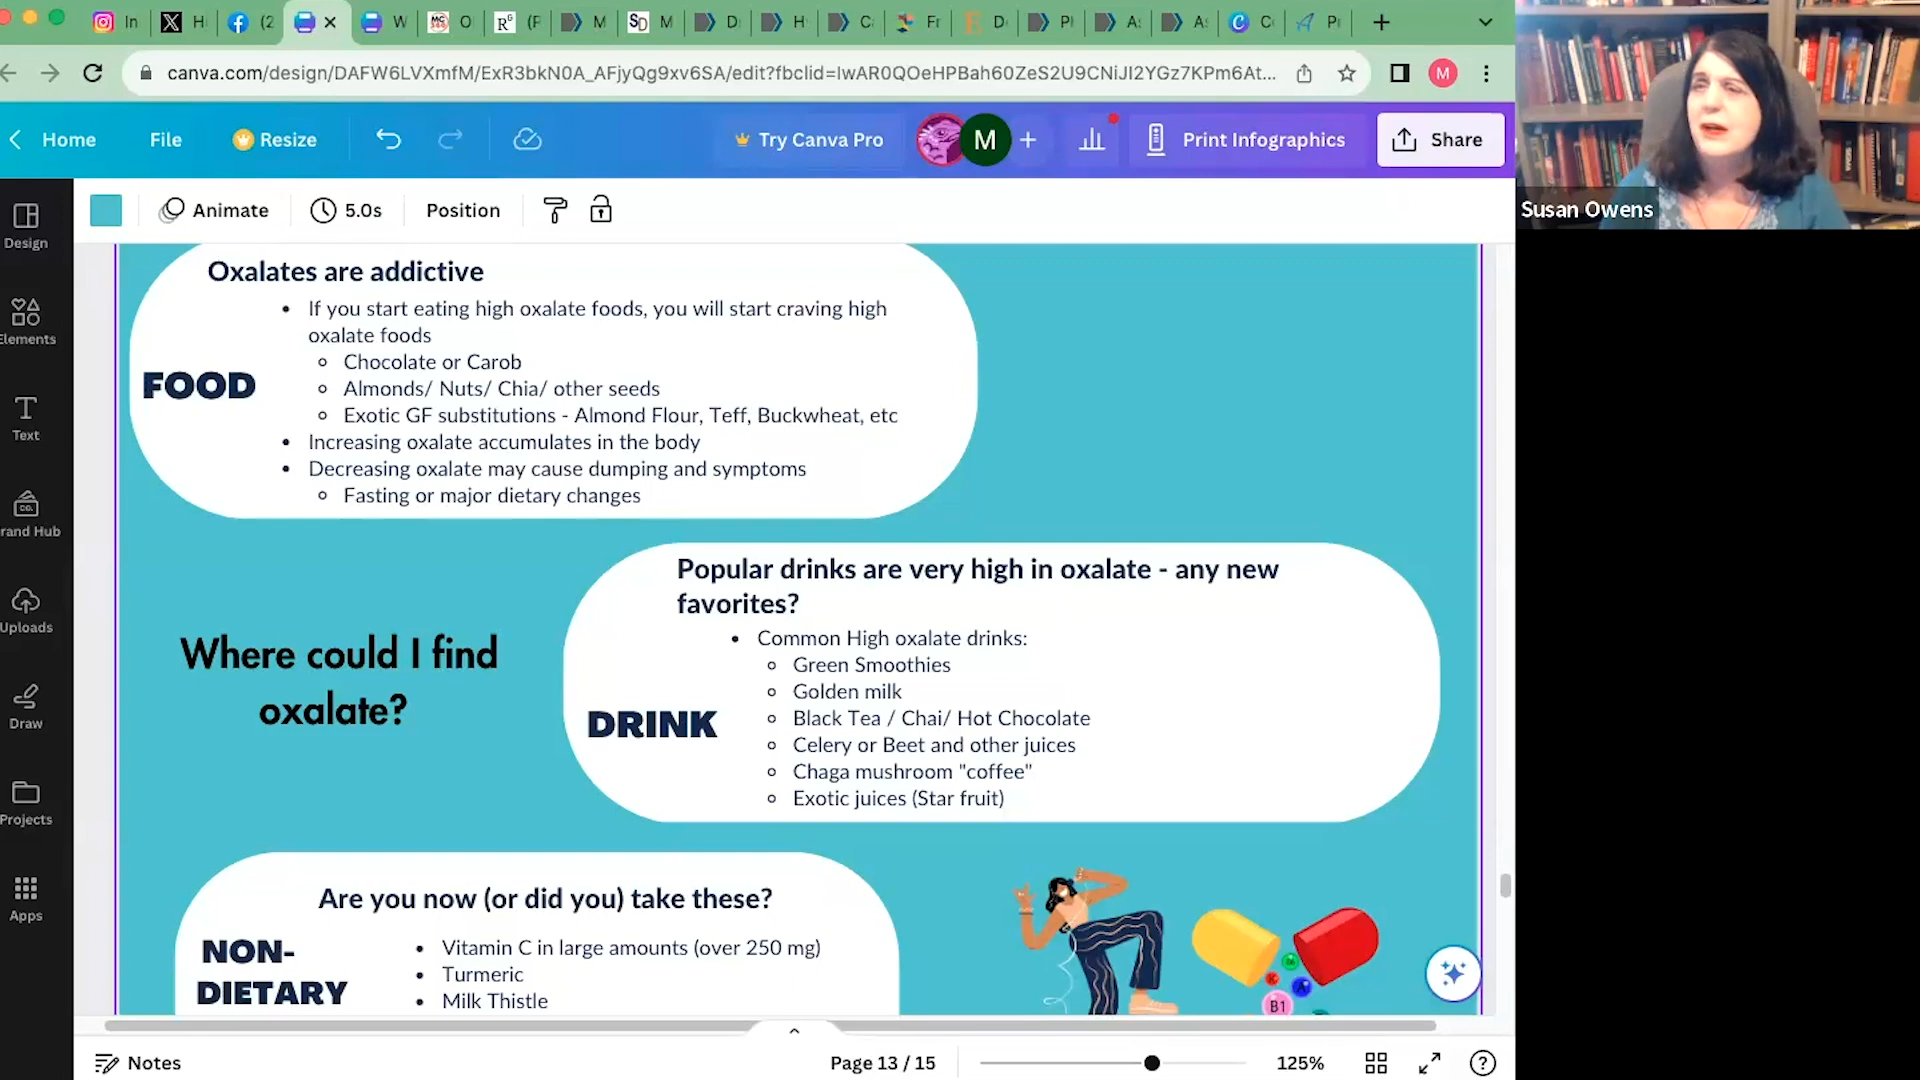 In
H
(2
W
O
(F
M
SD
M
D
H
C
Fr
E
D
Pl
A
A
C
Pr
canva.com/design/DAFW6LVXmfM/ExR3bkN0A_AFjyQg9xv6SA/edit?fbclid=IwAR0QOeHPBah60ZeS2U9CNiJI2YGz7KPm6At...
M
Home
File
Resize
Try Canva Pro
M
Print Infographics
Share
Susan Owens
Animate
5.0s
Position
Design
Elements
Text
rand Hub
Uploads
Draw
Projects
Apps
Oxalates are addictive
FOOD
• If you start eating high oxalate foods, you will start craving high
oxalate foods
◦ Chocolate or Carob
◦ Almonds/ Nuts/ Chia/ other seeds
◦ Exotic GF substitutions - Almond Flour, Teff, Buckwheat, etc
• Increasing oxalate accumulates in the body
• Decreasing oxalate may cause dumping and symptoms
◦ Fasting or major dietary changes
Where could I find
oxalate?
Popular drinks are very high in oxalate - any new
favorites?
DRINK
• Common High oxalate drinks:
◦ Green Smoothies
◦ Golden milk
◦ Black Tea / Chai/ Hot Chocolate
◦ Celery or Beet and other juices
◦ Chaga mushroom "coffee"
◦ Exotic juices (Star fruit)
Are you now (or did you) take these?
NON-
DIETARY
• Vitamin C in large amounts (over 250 mg)
• Turmeric
• Milk Thistle
B1
Notes
Page 13 / 15
125%